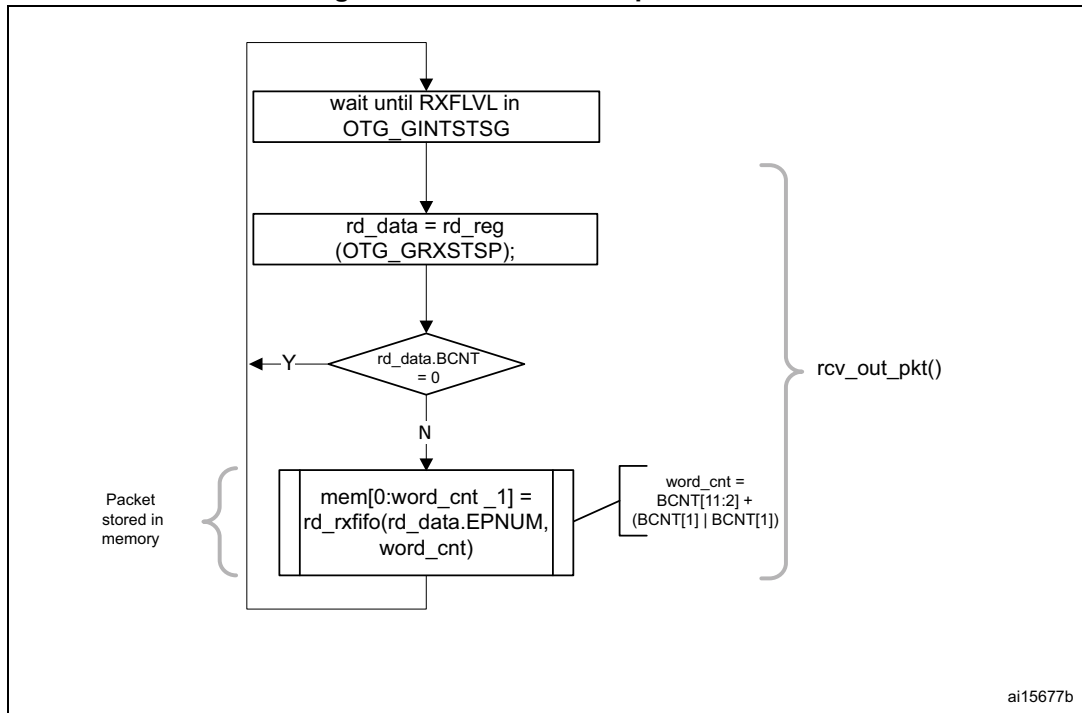 wait until RXFLVL in
OTG_GINTSTSG
rd_data = rd_reg
(OTG_GRXSTSP);
rd_data.BCNT
= 0
Y
rcv_out_pkt()
N
Packet
stored in
memory
mem[0:word_cnt _1] =
rd_rxfifo(rd_data.EPNUM,
word_cnt)
word_cnt =
BCNT[11:2] +
(BCNT[1] | BCNT[1])
ai15677b